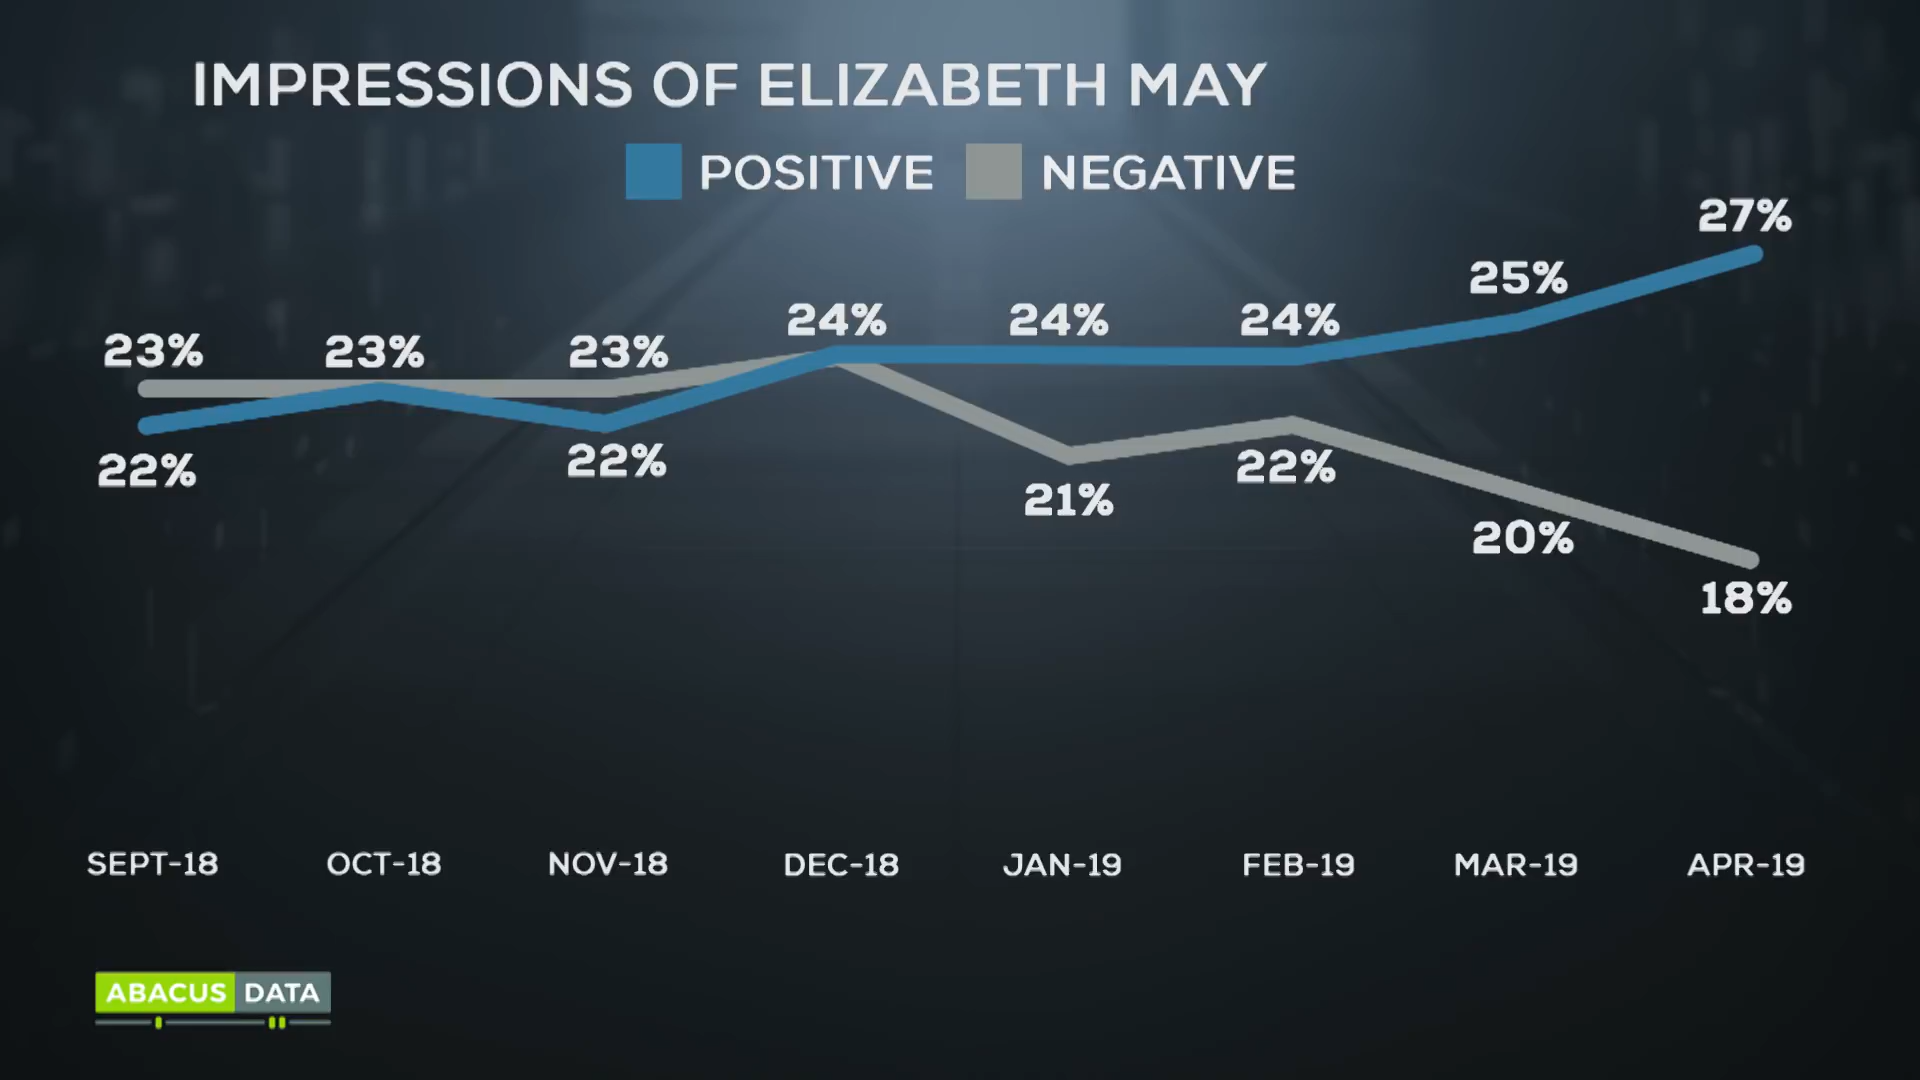 IMPRESSIONS OF ELIZABETH MAY
POSITIVE NEGATIVE
27%
25%
24% 24% 24%
23% 23% 23%
22% 22% 22%
21%
20%
18%
SEPT-18 OCT-18 NOV-18 DEC-18 JAN-19 FEB-19 MAR-19 APR-19
ABACUS DATA